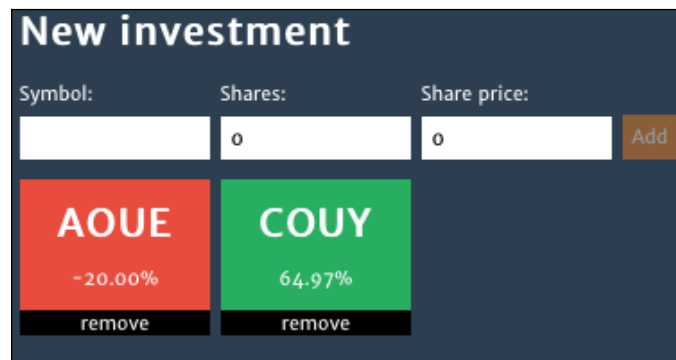 New investment
Symbol: Shares: Share price:
0 0 Add
AOUE COUY
-20.00% 64.97%
remove remove